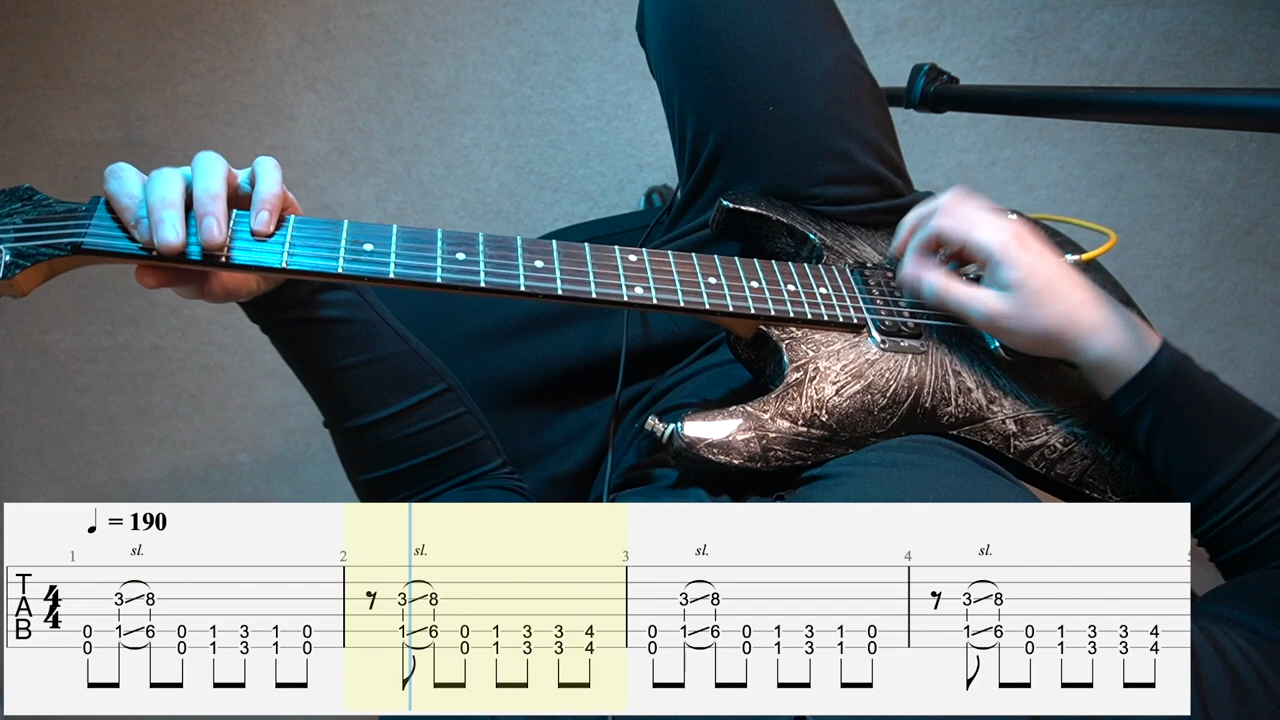 ♩ = 190
1 sl. 2 sl. 3 sl. 4 sl.
T 4
A 4
B
3 8 3 8 3 8 3 8
0 1 6 0 1 3 1 0 1 6 0 1 3 3 4 0 1 6 0 1 3 1 0 1 6 0 1 3 3 4
0 0 1 3 1 0 0 1 3 3 4 0 0 1 3 1 0 0 1 3 3 4